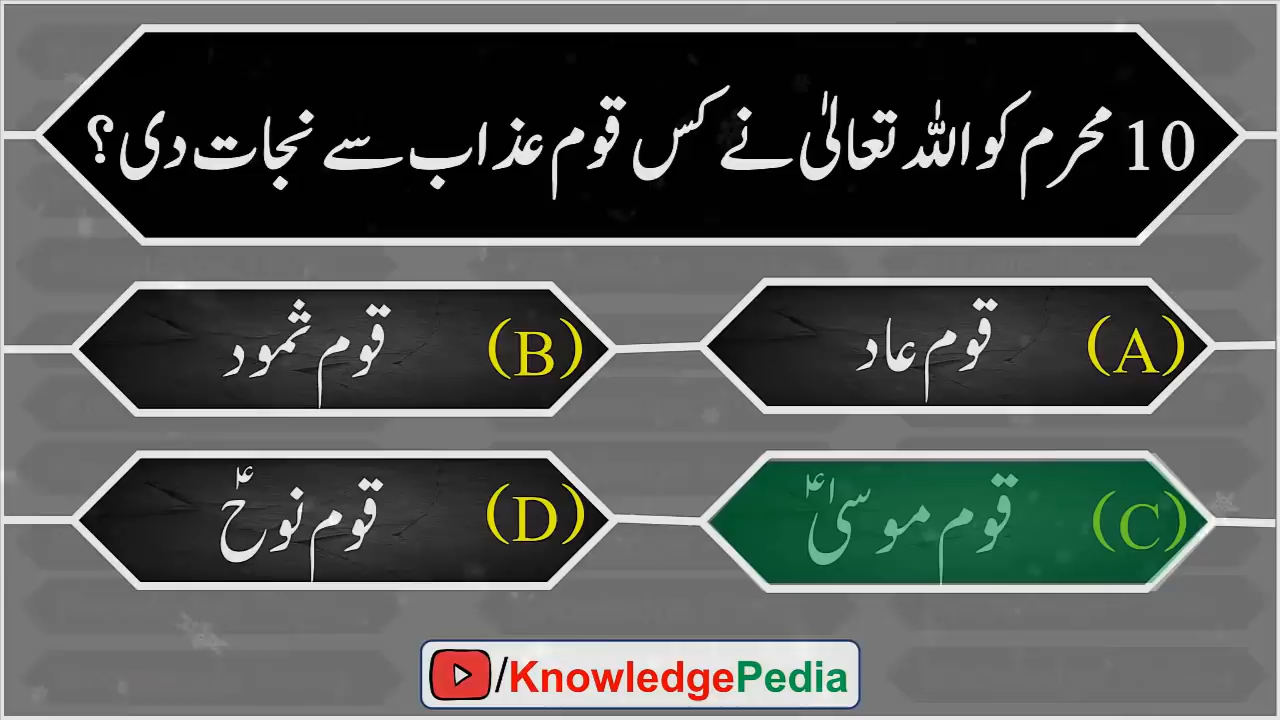 10 محرم کو اللہ تعالیٰ نے کس قوم عذاب سے نجات دی؟
(A) قوم عاد
(B) قوم ثمود
(C) قوم موسیٰؑ
(D) قوم نوحؑ
/KnowledgePedia